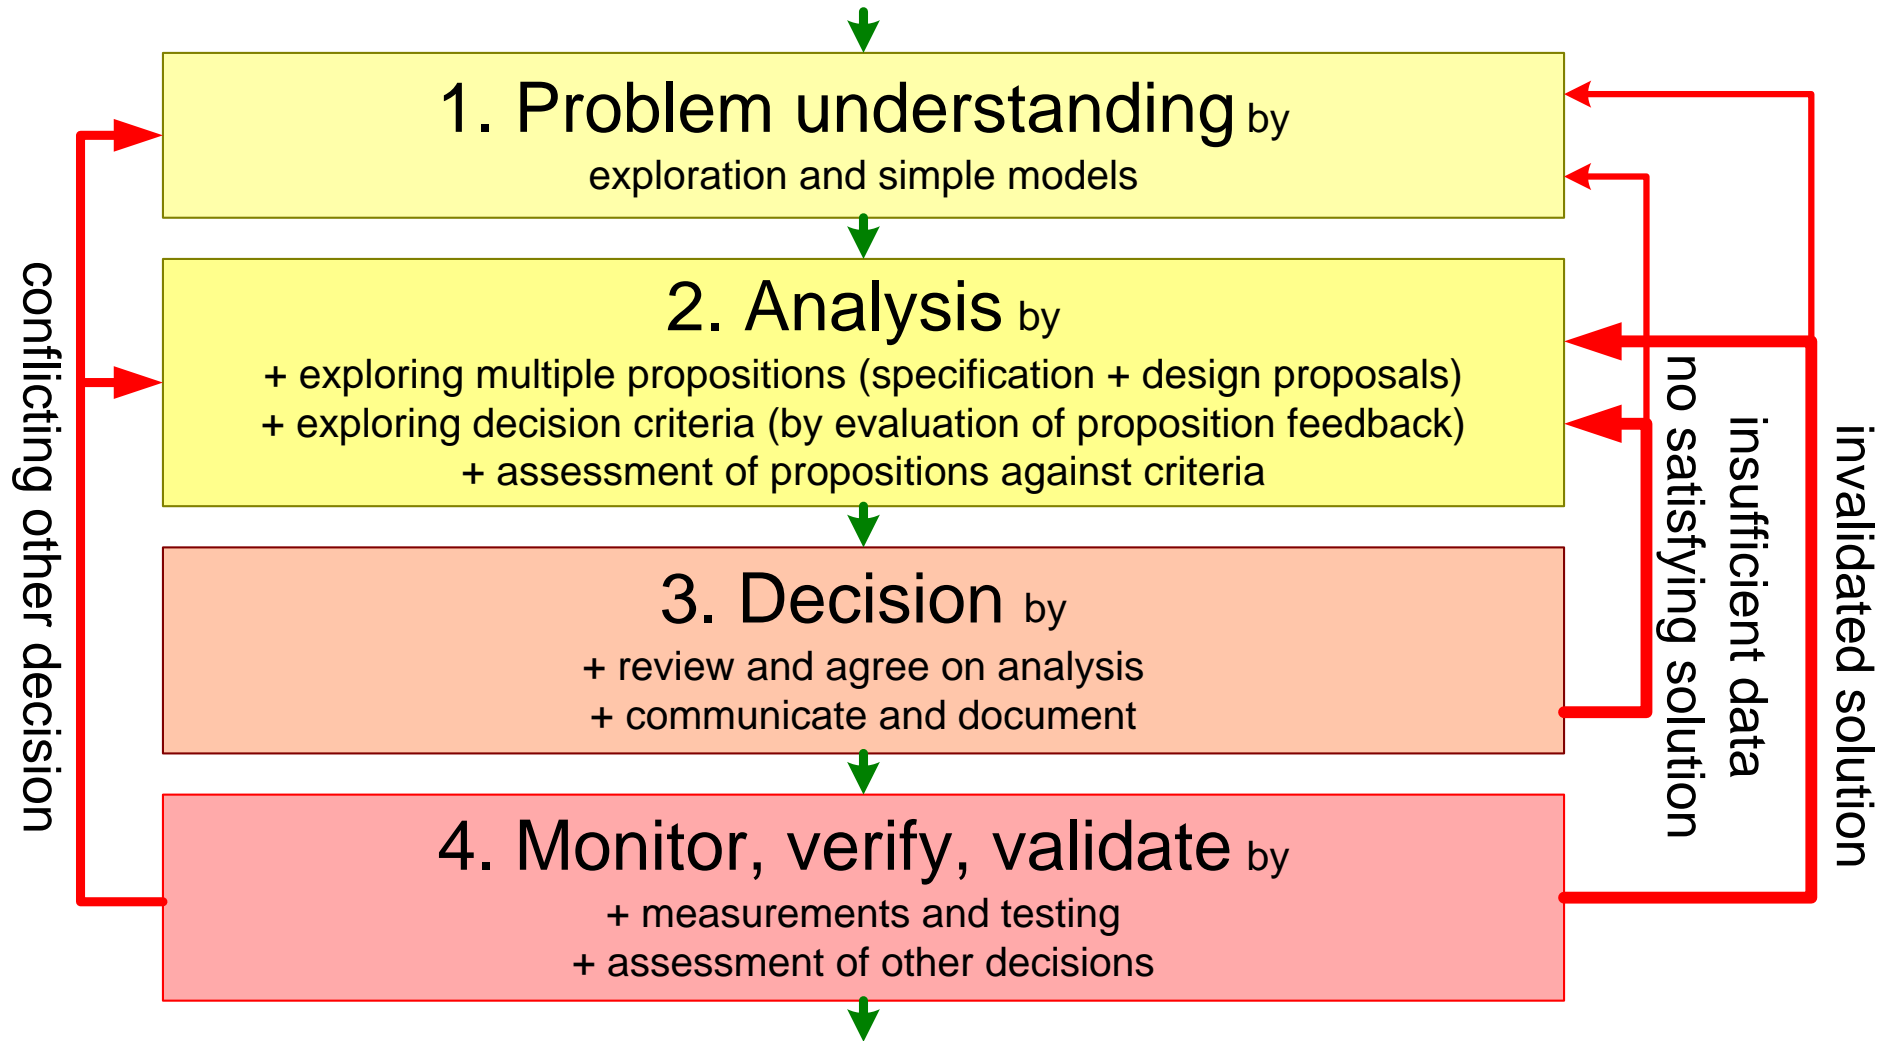 1. Problem understanding by
exploration and simple models
2. Analysis by
+ exploring multiple propositions (specification + design proposals)
+ exploring decision criteria (by evaluation of proposition feedback)
+ assessment of propositions against criteria
3. Decision by
+ review and agree on analysis
+ communicate and document
4. Monitor, verify, validate by
+ measurements and testing
+ assessment of other decisions
conflicting other decision
no satisfying solution
insufficient data
invalidated solution